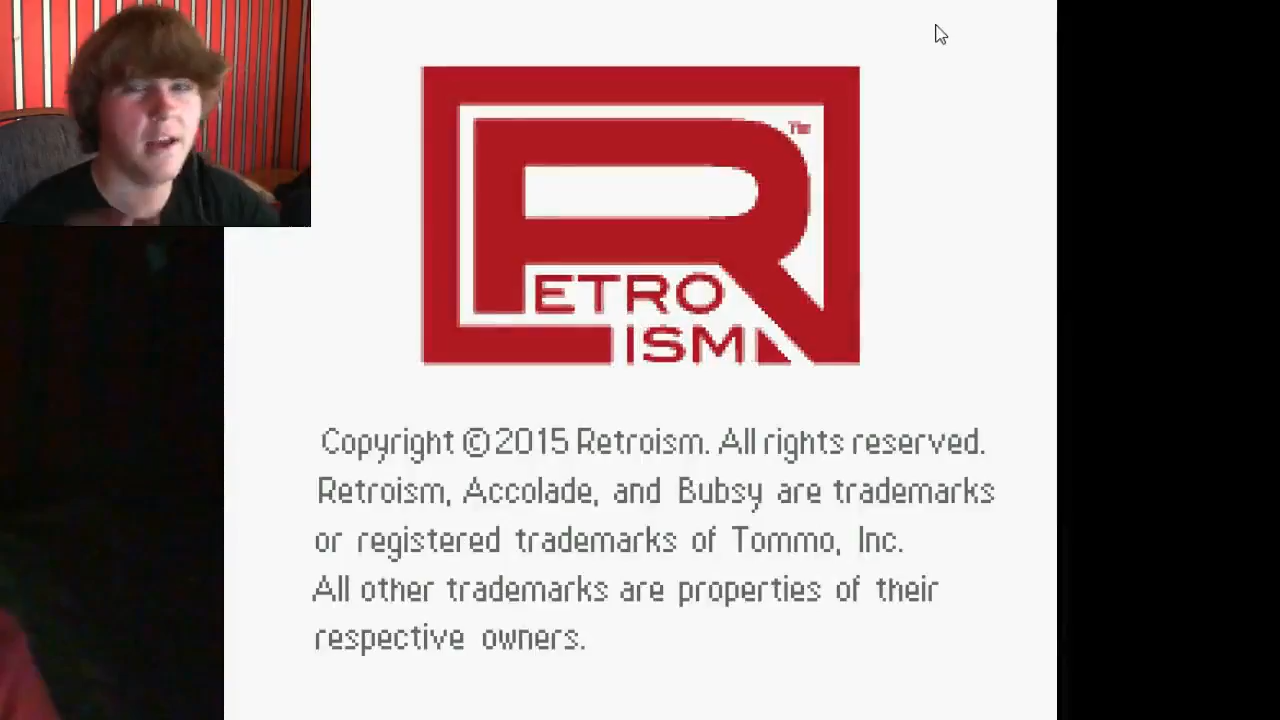 RETRO
ISM
TM
Copyright ©2015 Retroism. All rights reserved.
Retroism, Accolade, and Bubsy are trademarks
or registered trademarks of Tommo, Inc.
All other trademarks are properties of their
respective owners.